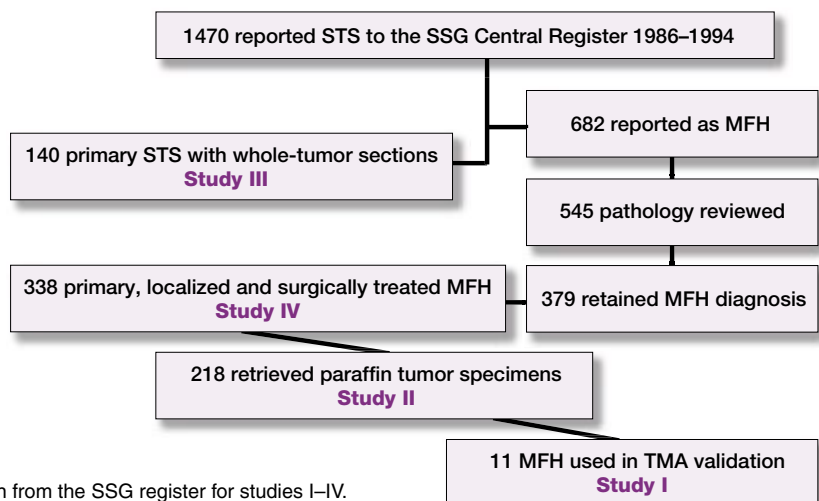 1470 reported STS to the SSG Central Register 1986–1994
682 reported as MFH
140 primary STS with whole-tumor sections
Study III
545 pathology reviewed
338 primary, localized and surgically treated MFH
Study IV
379 retained MFH diagnosis
218 retrieved paraffin tumor specimens
Study II
11 MFH used in TMA validation
Study I
from the SSG register for studies I–IV.